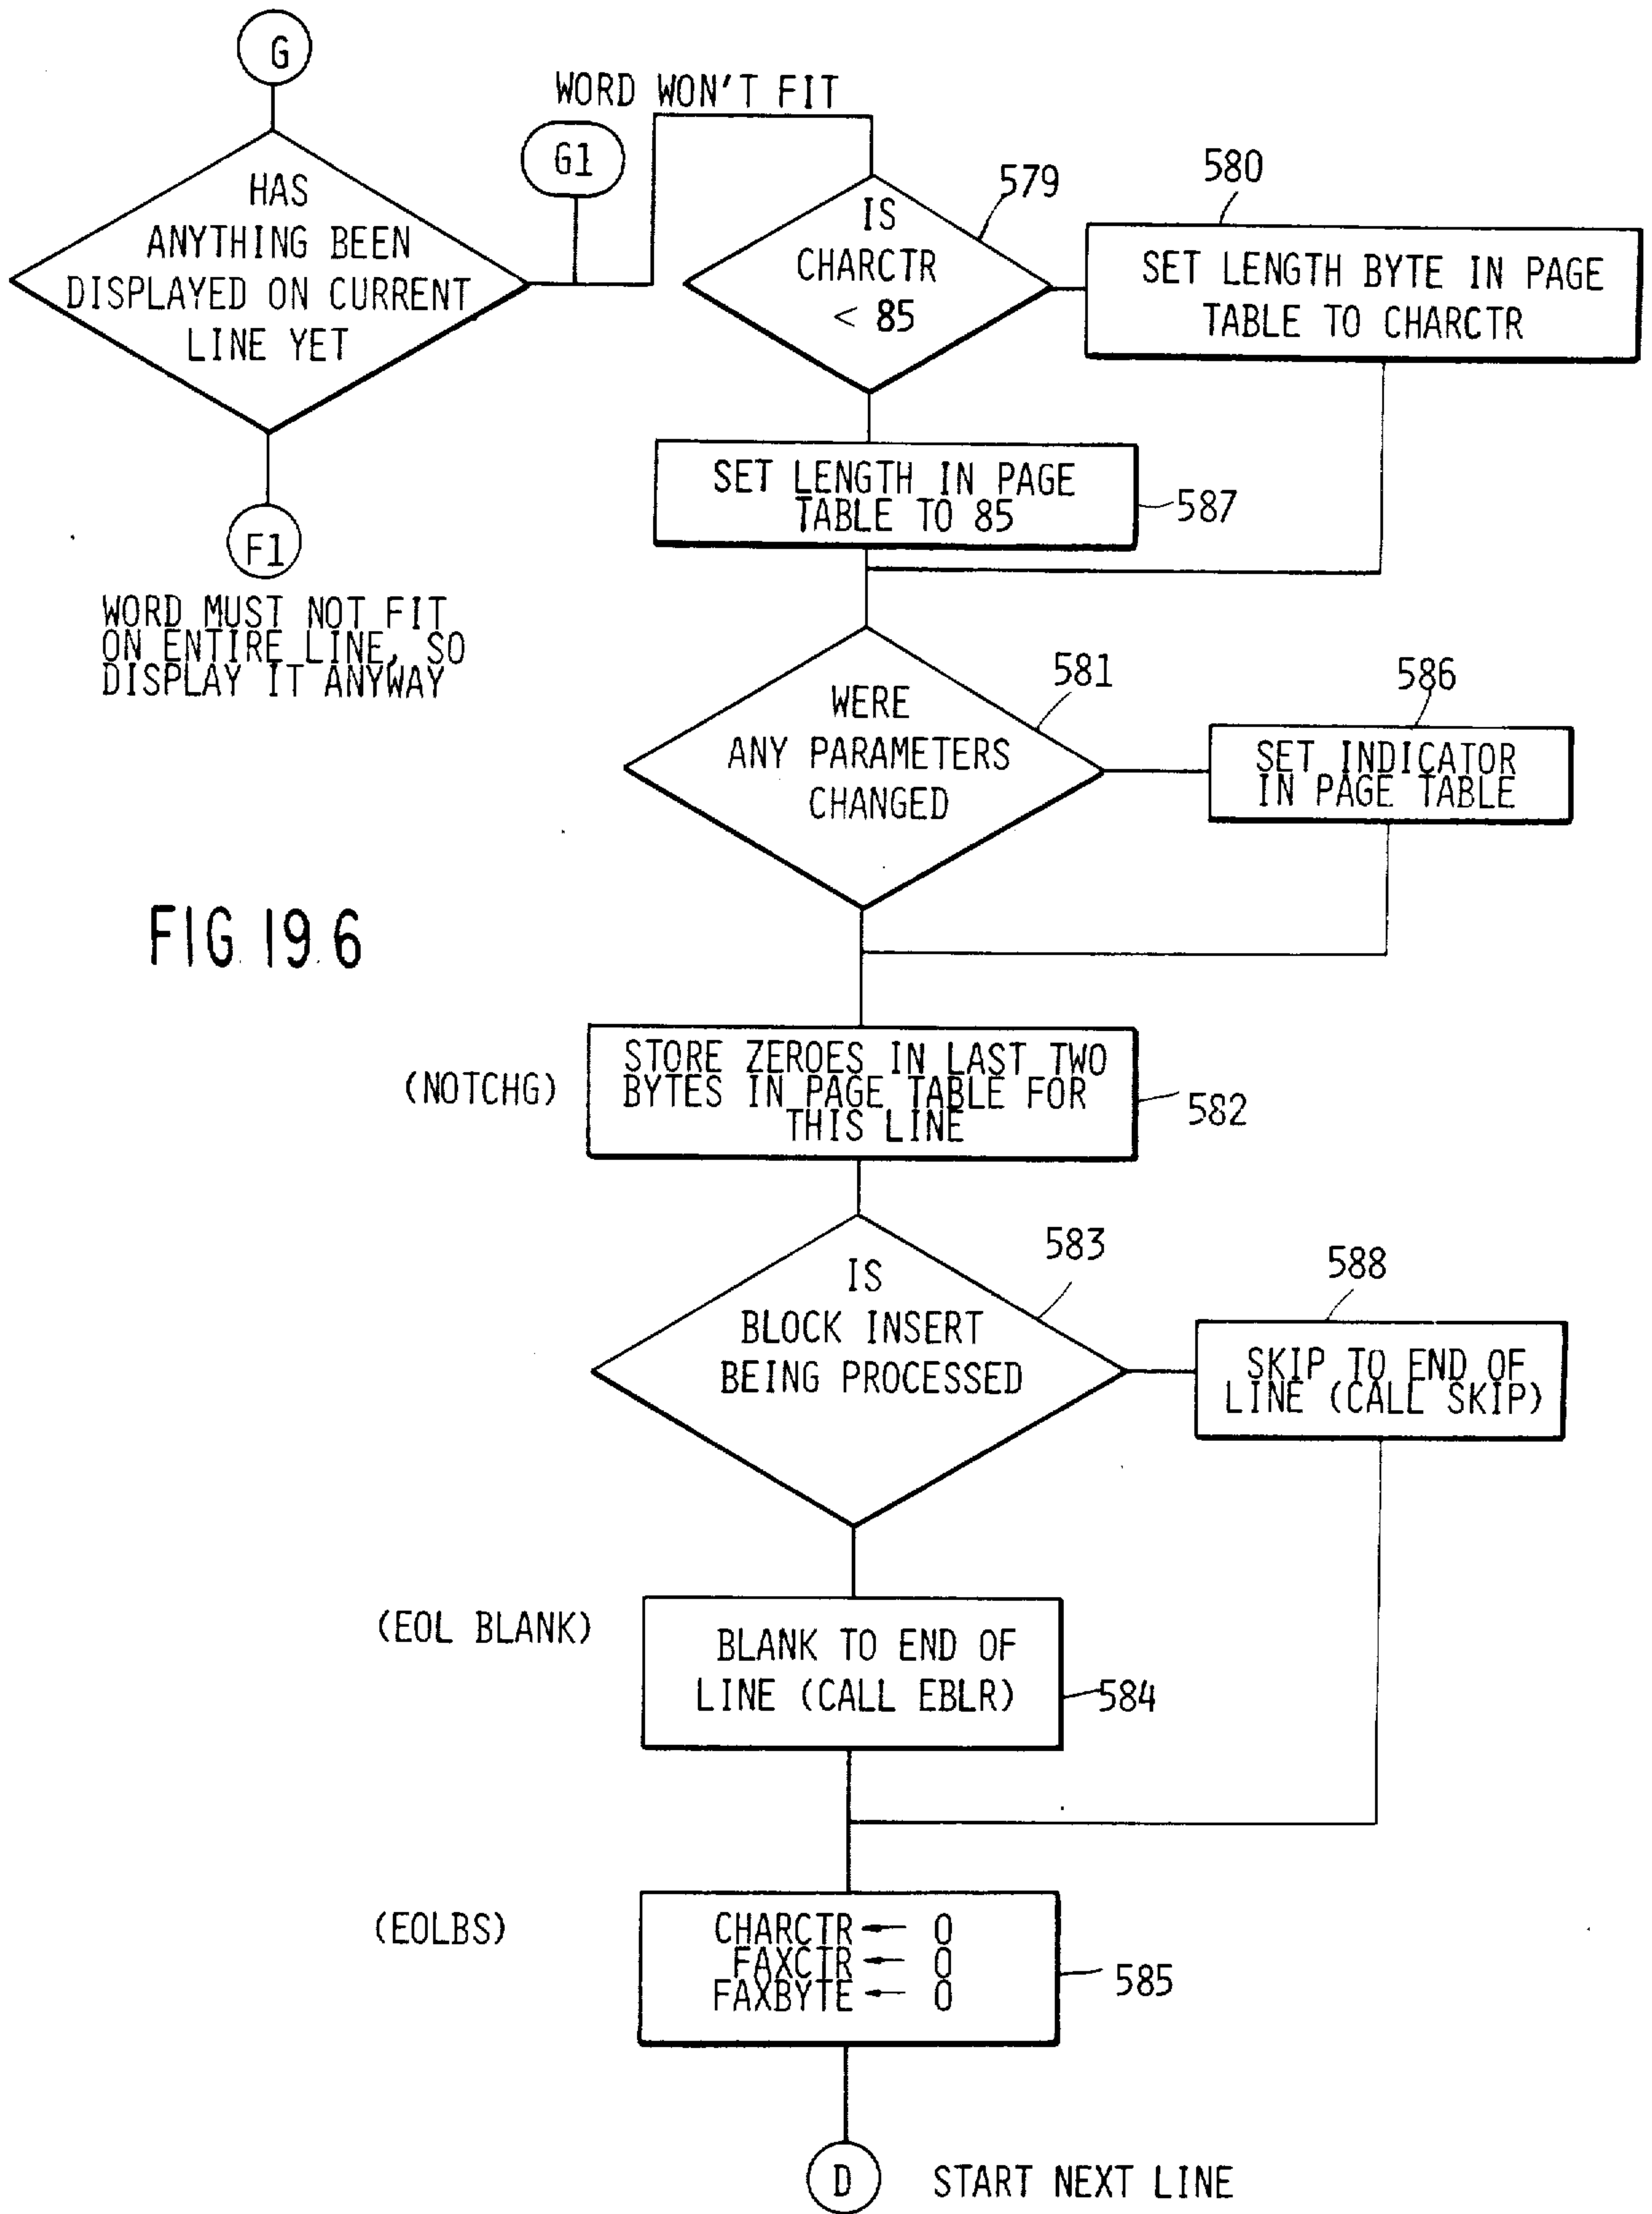 G
HAS
ANYTHING BEEN
DISPLAYED ON CURRENT
LINE YET
F1
WORD MUST NOT FIT
ON ENTIRE LINE, SO
DISPLAY IT ANYWAY
WORD WON'T FIT
G1
IS
CHARCTR
< 85
579
580
SET LENGTH BYTE IN PAGE
TABLE TO CHARCTR
SET LENGTH IN PAGE
TABLE TO 85
587
WERE
ANY PARAMETERS
CHANGED
581
586
SET INDICATOR
IN PAGE TABLE
FIG. 19.6
(NOTCHG)
STORE ZEROES IN LAST TWO
BYTES IN PAGE TABLE FOR
THIS LINE
582
IS
BLOCK INSERT
BEING PROCESSED
583
588
SKIP TO END OF
LINE (CALL SKIP)
(EOL BLANK)
BLANK TO END OF
LINE (CALL EBLR)
584
(EOLBS)
CHARCTR ← 0
FAXCTR ← 0
FAXBYTE ← 0
585
D
START NEXT LINE